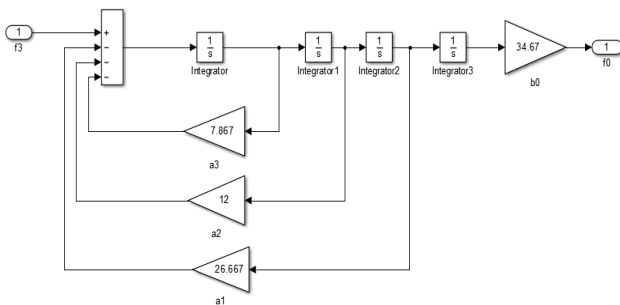 1
f3
+
−
−
−
1
s
Integrator
1
s
Integrator1
1
s
Integrator2
1
s
Integrator3
34.67
b0
1
f0
7.867
a3
12
a2
26.667
a1